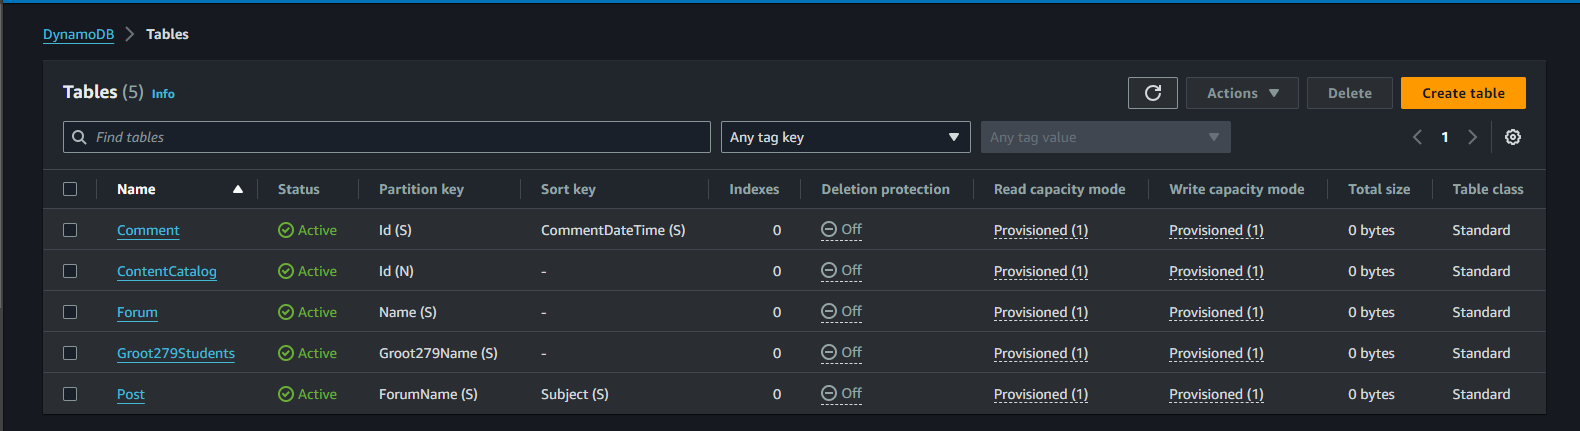 DynamoDB > Tables
Tables (5) Info Actions Delete Create table
Find tables Any tag key Any tag value 1
Name Status Partition key Sort key Indexes Deletion protection Read capacity mode Write capacity mode Total size Table class
Comment Active Id (S) CommentDateTime (S) 0 Off Provisioned (1) Provisioned (1) 0 bytes Standard
ContentCatalog Active Id (N) - 0 Off Provisioned (1) Provisioned (1) 0 bytes Standard
Forum Active Name (S) - 0 Off Provisioned (1) Provisioned (1) 0 bytes Standard
Groot279Students Active Groot279Name (S) - 0 Off Provisioned (1) Provisioned (1) 0 bytes Standard
Post Active ForumName (S) Subject (S) 0 Off Provisioned (1) Provisioned (1) 0 bytes Standard